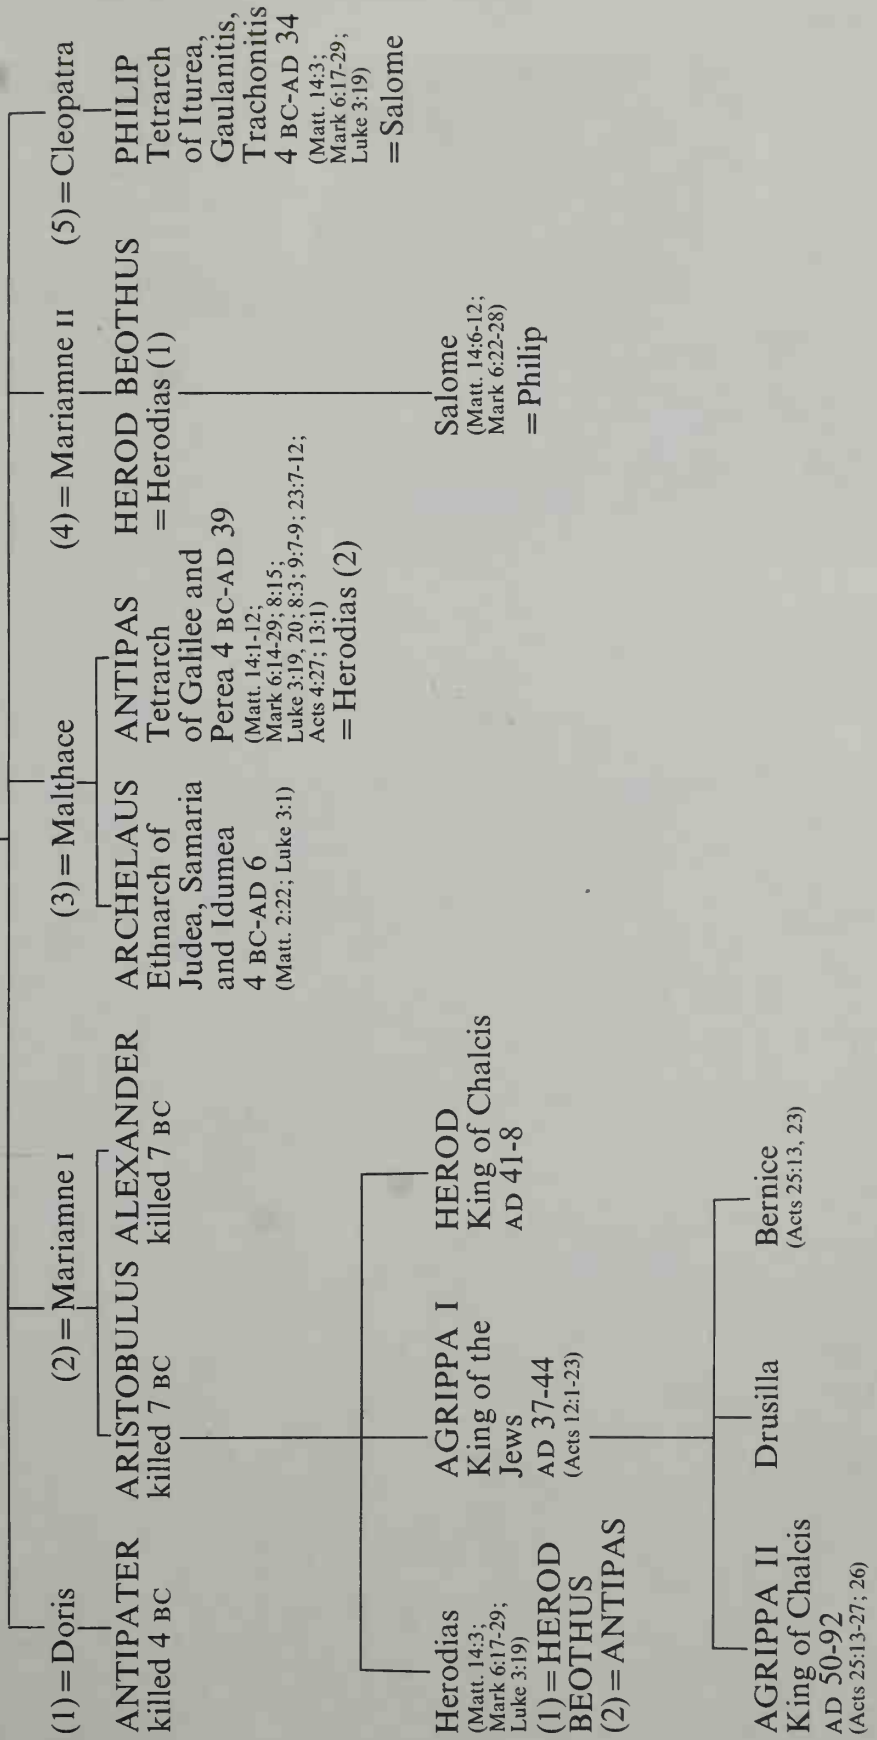 (1)=Doris
ANTIPATER
killed 4 BC
(2)=Mariamne I
ARISTOBULUS
killed 7 BC
ALEXANDER
killed 7 BC
(3)=Malthace
ARCHELAUS
Ethnarch of
Judea, Samaria
and Idumea
4 BC-AD 6
(Matt. 2:22; Luke 3:1)
ANTIPAS
Tetrarch
of Galilee and
Perea 4 BC-AD 39
(Matt. 14:1-12;
Mark 6:14-29; 8:15;
Luke 3:19, 20; 8:3; 9:7-9; 23:7-12;
Acts 4:27; 13:1)
=Herodias (2)
(4)=Mariamne II
HEROD BEOTHUS
=Herodias (1)
(5)=Cleopatra
PHILIP
Tetrarch
of Iturea,
Gaulanitis,
Trachonitis
4 BC-AD 34
(Matt. 14:3;
Mark 6:17-29;
Luke 3:19)
=Salome
Herodias
(Matt. 14:3;
Mark 6:17-29;
Luke 3:19)
(1)=HEROD
BEOTHUS
(2)=ANTIPAS
AGRIPPA I
King of the
Jews
AD 37-44
(Acts 12:1-23)
HEROD
King of Chalcis
AD 41-8
Salome
(Matt. 14:6-12;
Mark 6:22-28)
=Philip
AGRIPPA II
King of Chalcis
AD 50-92
(Acts 25:13-27; 26)
Drusilla
Bernice
(Acts 25:13, 23)